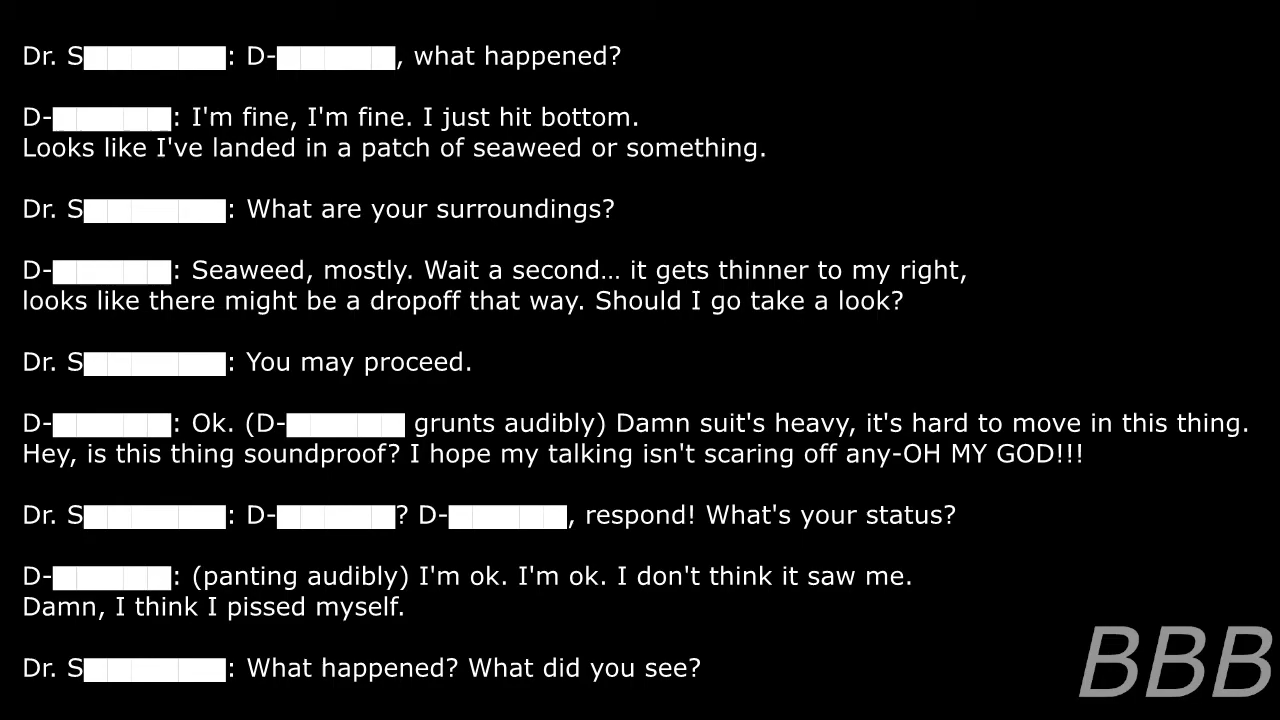 Dr. S██████: D-█████, what happened?
D-█████: I'm fine, I'm fine. I just hit bottom.
Looks like I've landed in a patch of seaweed or something.
Dr. S██████: What are your surroundings?
D-█████: Seaweed, mostly. Wait a second… it gets thinner to my right,
looks like there might be a dropoff that way. Should I go take a look?
Dr. S██████: You may proceed.
D-█████: Ok. (D-█████ grunts audibly) Damn suit's heavy, it's hard to move in this thing.
Hey, is this thing soundproof? I hope my talking isn't scaring off any-OH MY GOD!!!
Dr. S██████: D-█████? D-█████, respond! What's your status?
D-█████: (panting audibly) I'm ok. I'm ok. I don't think it saw me.
Damn, I think I pissed myself.
Dr. S██████: What happened? What did you see?
BBB